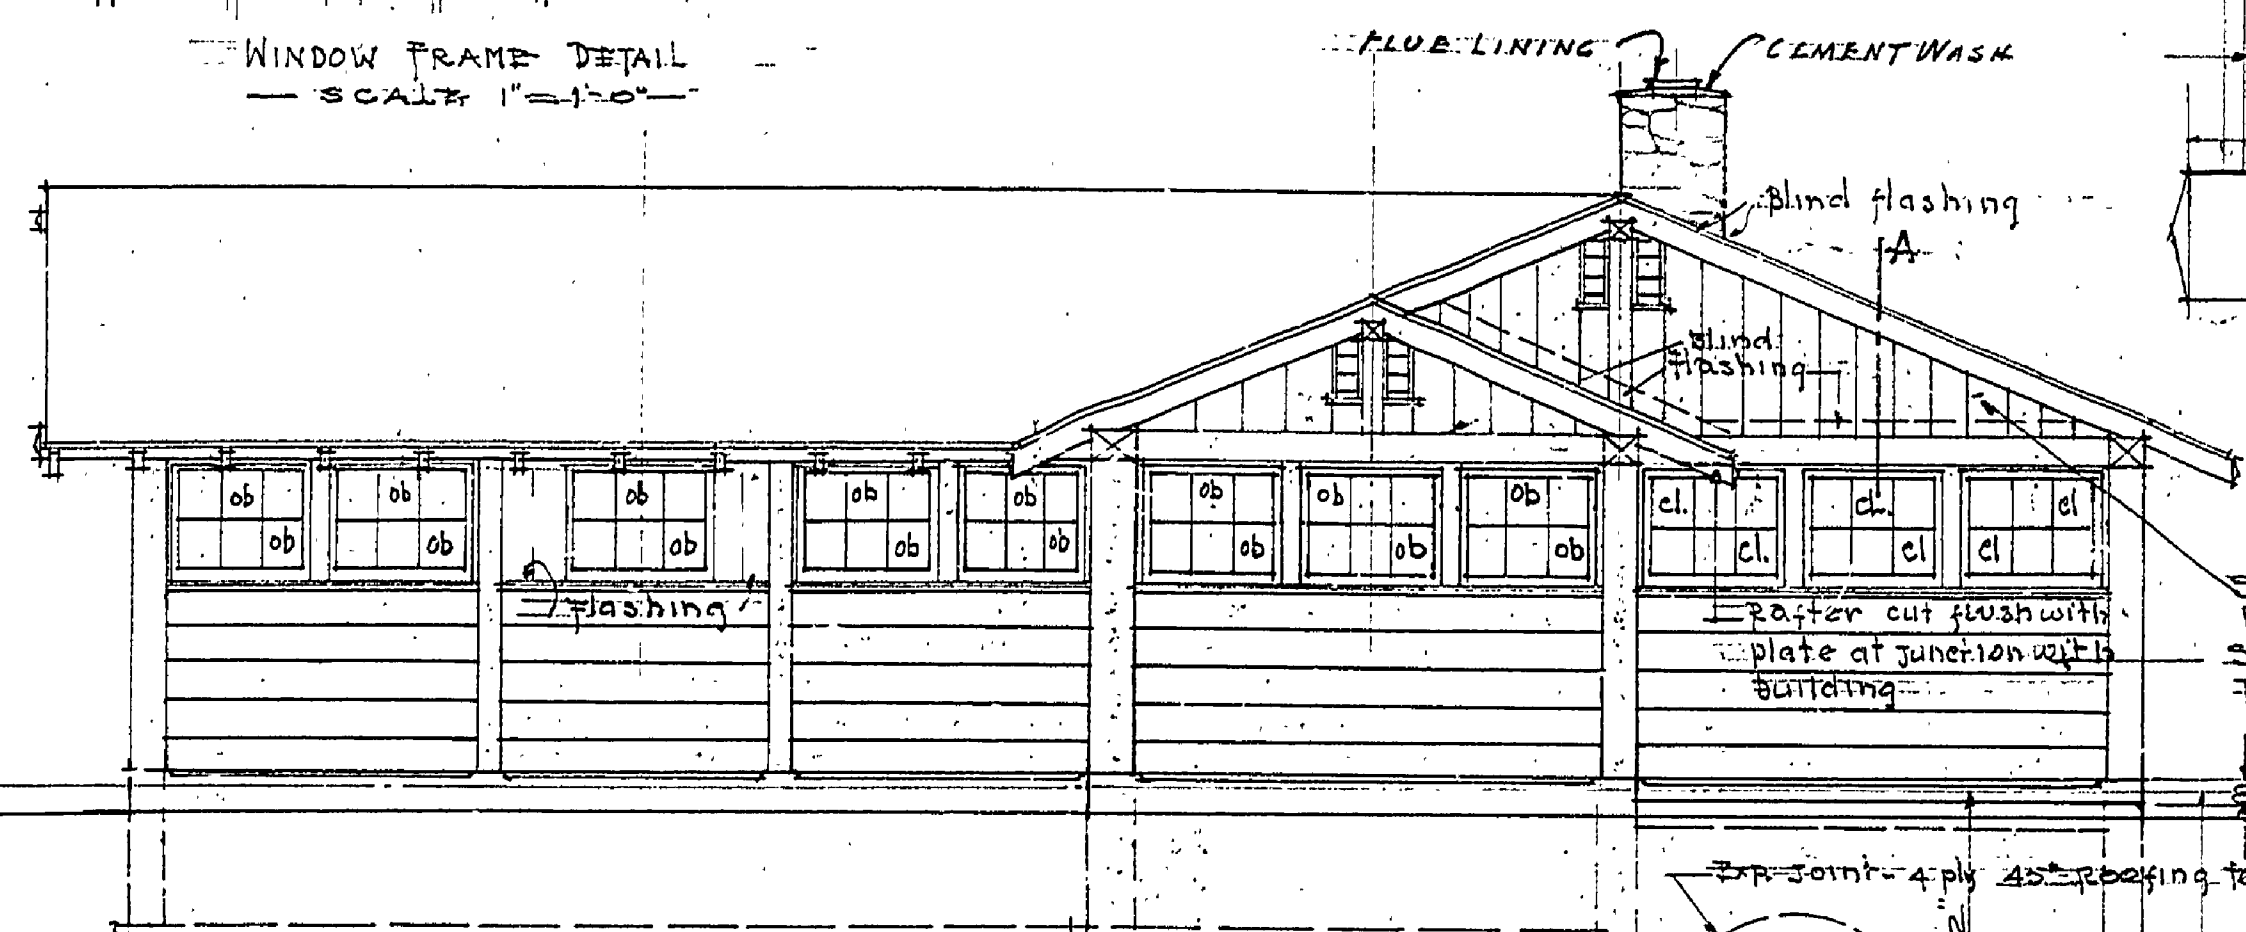 WINDOW FRAME DETAIL
— SCALE 1"=1'-0" —
FLUE LINING
CEMENT WASH
Blind flashing
A
Blind
flashing
ob ob ob ob ob ob ob ob cl. cl. cl
ob ob ob ob ob ob ob ob cl. cl cl
flashing
Rafter cut flush with
plate at junction with
building
Joint - 4 ply 45# Roofing